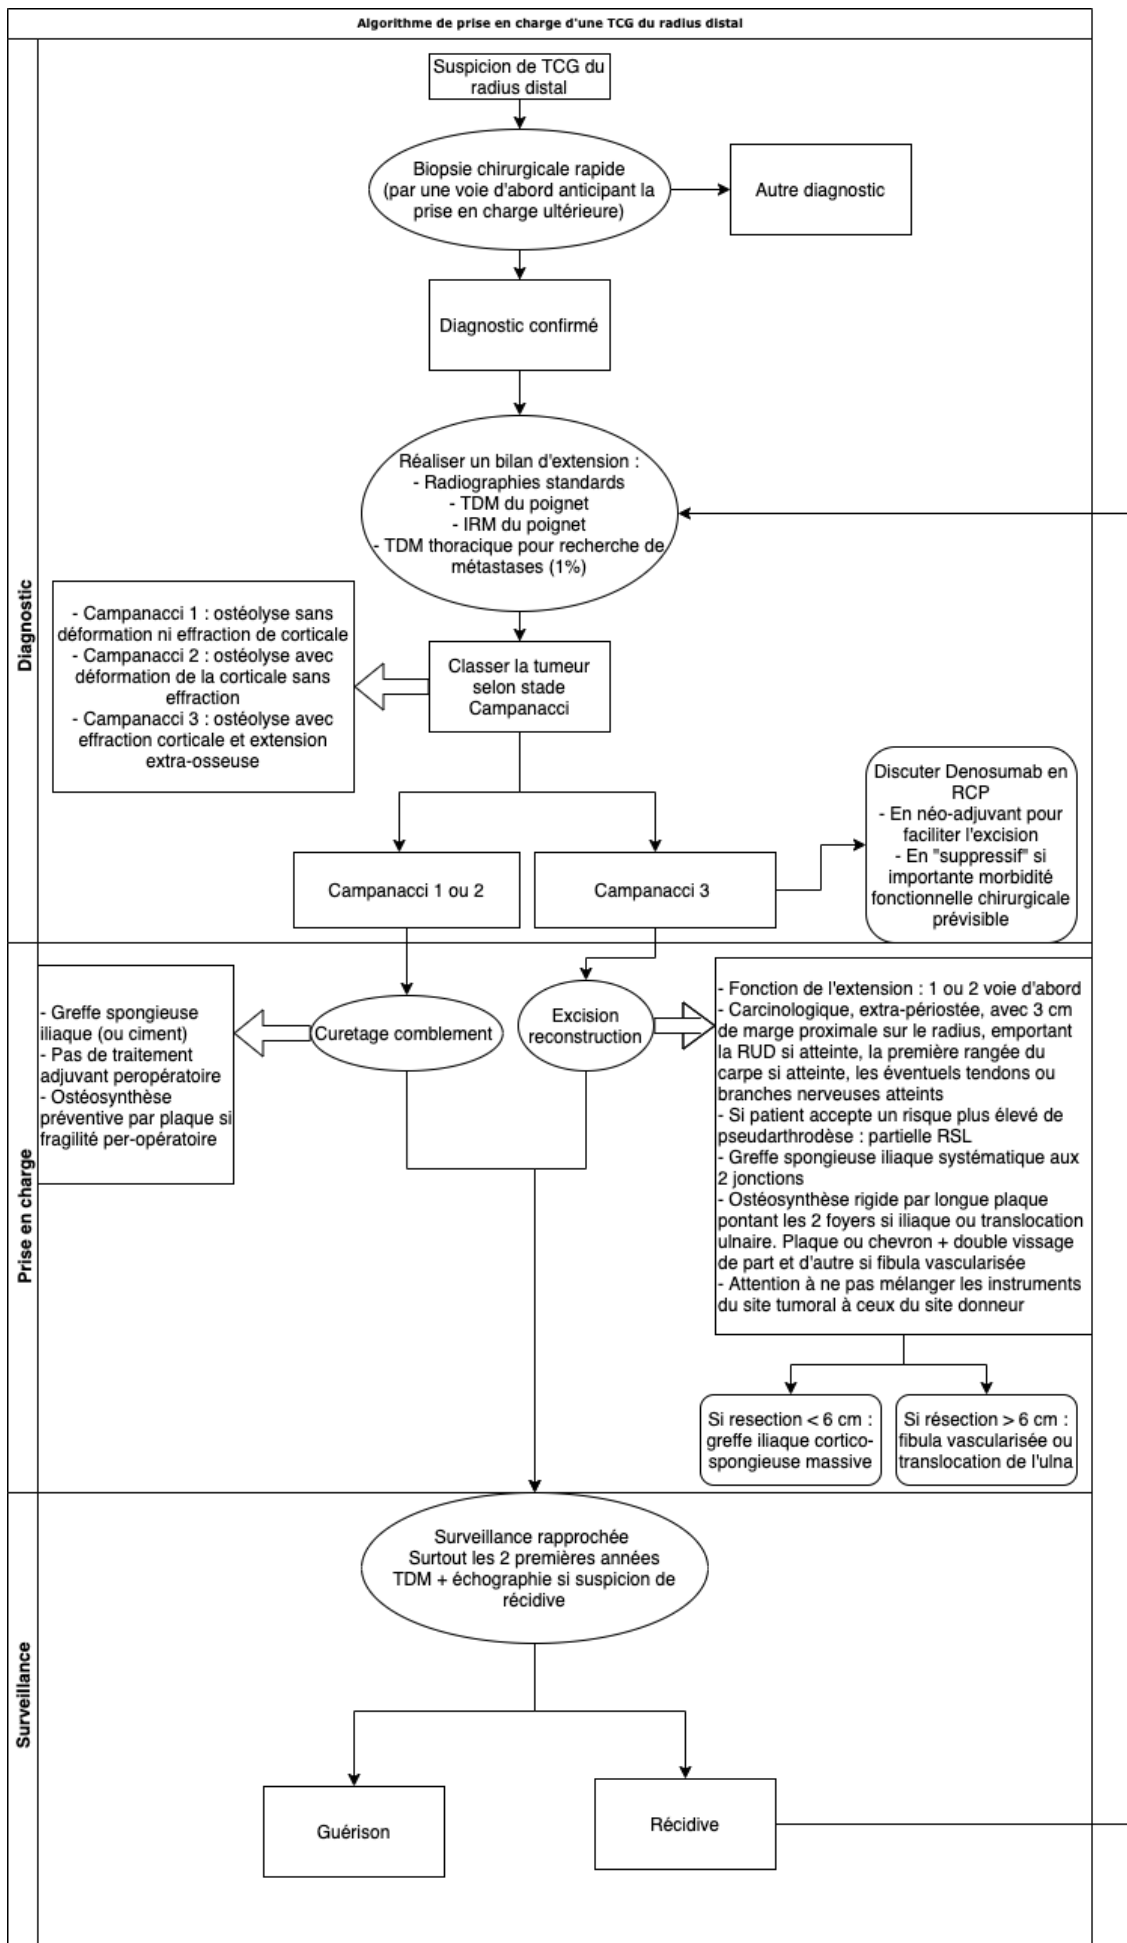 Algorithme de prise en charge d'une TCG du radius distal
Diagnostic
Suspicion de TCG du
radius distal
Biopsie chirurgicale rapide
(par une voie d'abord anticipant la
prise en charge ultérieure)
Autre diagnostic
Diagnostic confirmé
Réaliser un bilan d'extension :
- Radiographies standards
- TDM du poignet
- IRM du poignet
- TDM thoracique pour recherche de
métastases (1%)
- Campanacci 1 : ostéolyse sans
déformation ni effraction de corticale
- Campanacci 2 : ostéolyse avec
déformation de la corticale sans
effraction
- Campanacci 3 : ostéolyse avec
effraction corticale et extension
extra-osseuse
Classer la tumeur
selon stade
Campanacci
Discuter Denosumab en
RCP
- En néo-adjuvant pour
faciliter l'excision
- En "suppressif" si
importante morbidité
fonctionnelle chirurgicale
prévisible
Campanacci 1 ou 2
Campanacci 3
Prise en charge
- Greffe spongieuse
iliaque (ou ciment)
- Pas de traitement
adjuvant peropératoire
- Ostéosynthèse
préventive par plaque si
fragilité per-opératoire
Curetage comblement
Excision
reconstruction
- Fonction de l'extension : 1 ou 2 voie d'abord
- Carcinologique, extra-périostée, avec 3 cm
de marge proximale sur le radius, emportant
la RUD si atteinte, la première rangée du
carpe si atteinte, les éventuels tendons ou
branches nerveuses atteints
- Si patient accepte un risque plus élevé de
pseudarthrodèse : partielle RSL
- Greffe spongieuse iliaque systématique aux
2 jonctions
- Ostéosynthèse rigide par longue plaque
pontant les 2 foyers si iliaque ou translocation
ulnaire. Plaque ou chevron + double vissage
de part et d'autre si fibula vascularisée
- Attention à ne pas mélanger les instruments
du site tumoral à ceux du site donneur
Si resection < 6 cm :
greffe iliaque cortico-
spongieuse massive
Si résection > 6 cm :
fibula vascularisée ou
translocation de l'ulna
Surveillance
Surveillance rapprochée
Surtout les 2 premières années
TDM + échographie si suspicion de
récidive
Guérison
Récidive